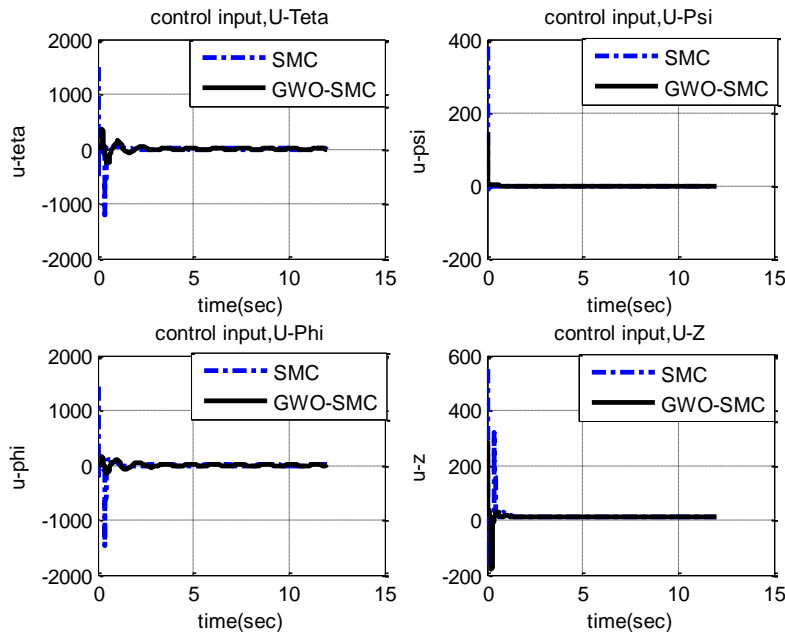 control input,U-Teta
2000
1000
0
-1000
-2000
u-teta
SMC
GWO-SMC
0 5 10 15
time(sec)
control input,U-Psi
400
200
0
-200
u-psi
SMC
GWO-SMC
0 5 10 15
time(sec)
control input,U-Phi
2000
1000
0
-1000
-2000
u-phi
SMC
GWO-SMC
0 5 10 15
time(sec)
control input,U-Z
600
400
200
0
-200
u-z
SMC
GWO-SMC
0 5 10 15
time(sec)